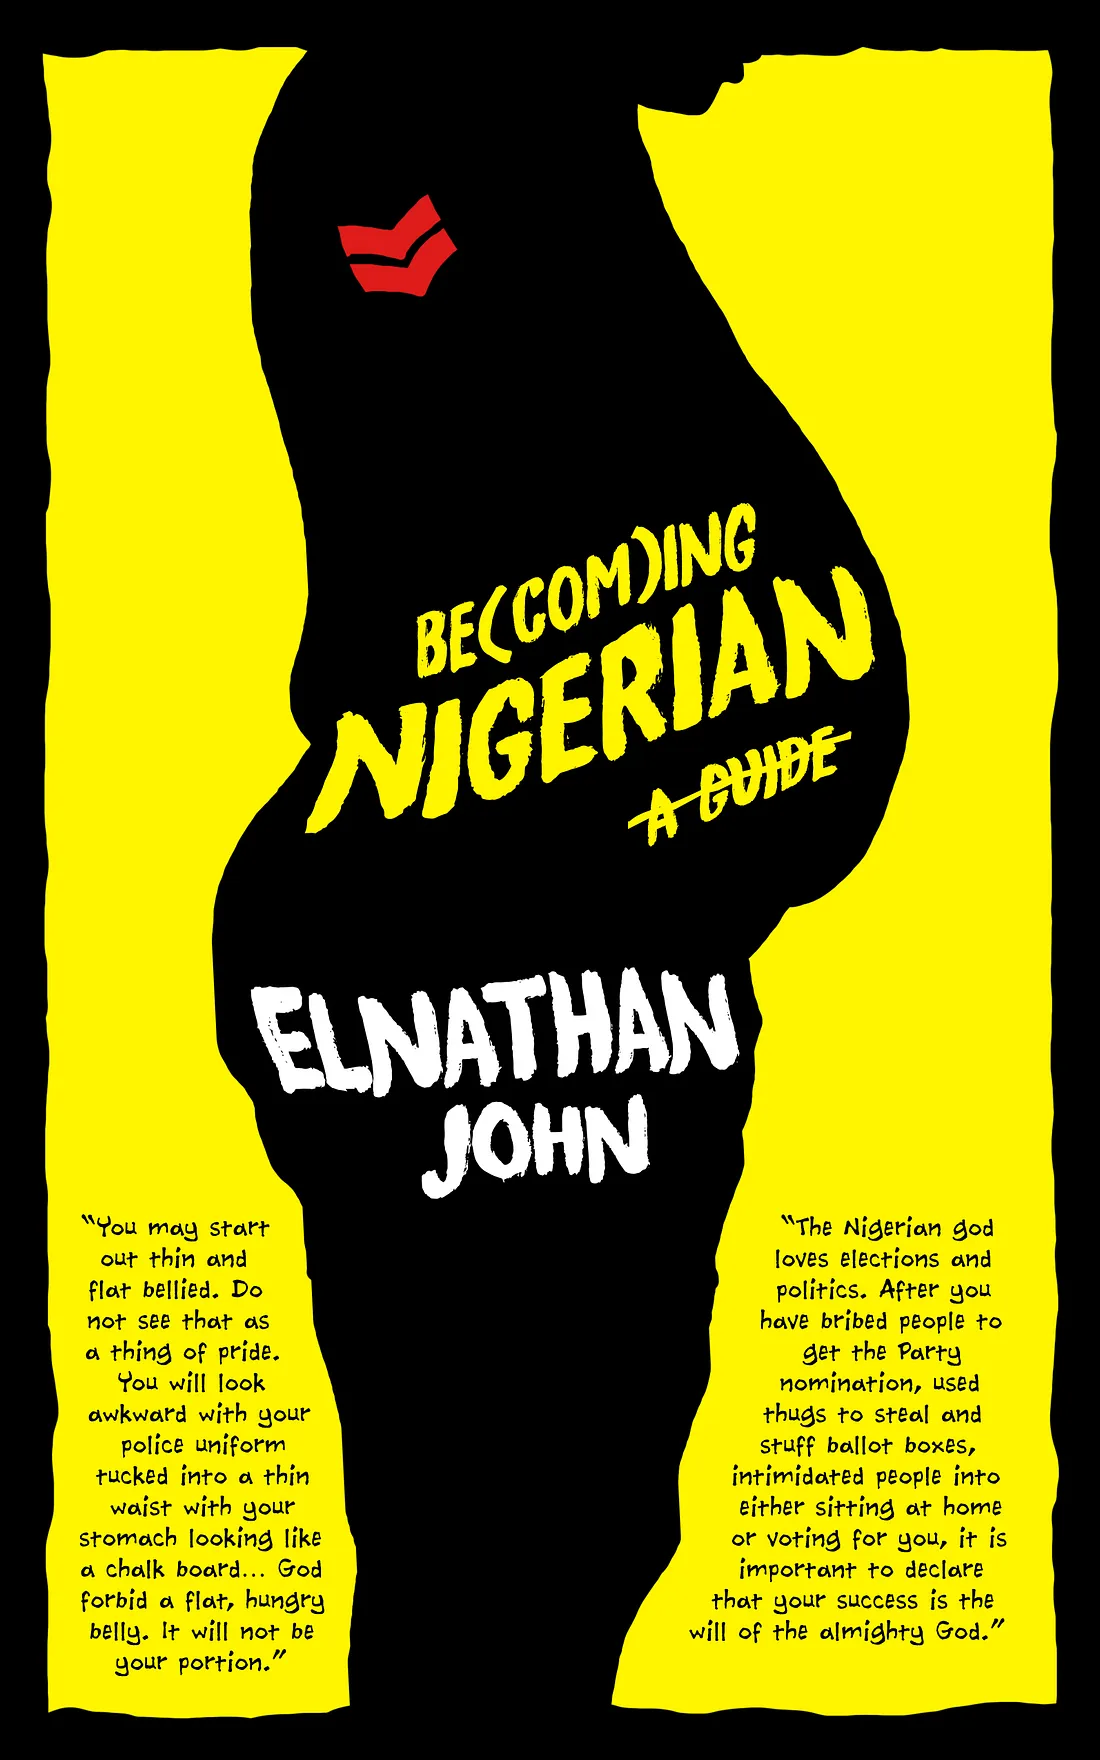 BE(COM)ING
NIGERIAN
A GUIDE
ELNATHAN
JOHN
“You may start
out thin and
flat bellied. Do
not see that as
a thing of pride.
You will look
awkward with your
police uniform
tucked into a thin
waist with your
stomach looking like
a chalk board... God
forbid a flat, hungry
belly. It will not be
your portion.”
“The Nigerian god
loves elections and
politics. After you
have bribed people to
get the Party
nomination, used
thugs to steal and
stuff ballot boxes,
intimidated people into
either sitting at home
or voting for you, it is
important to declare
that your success is the
will of the almighty God.”